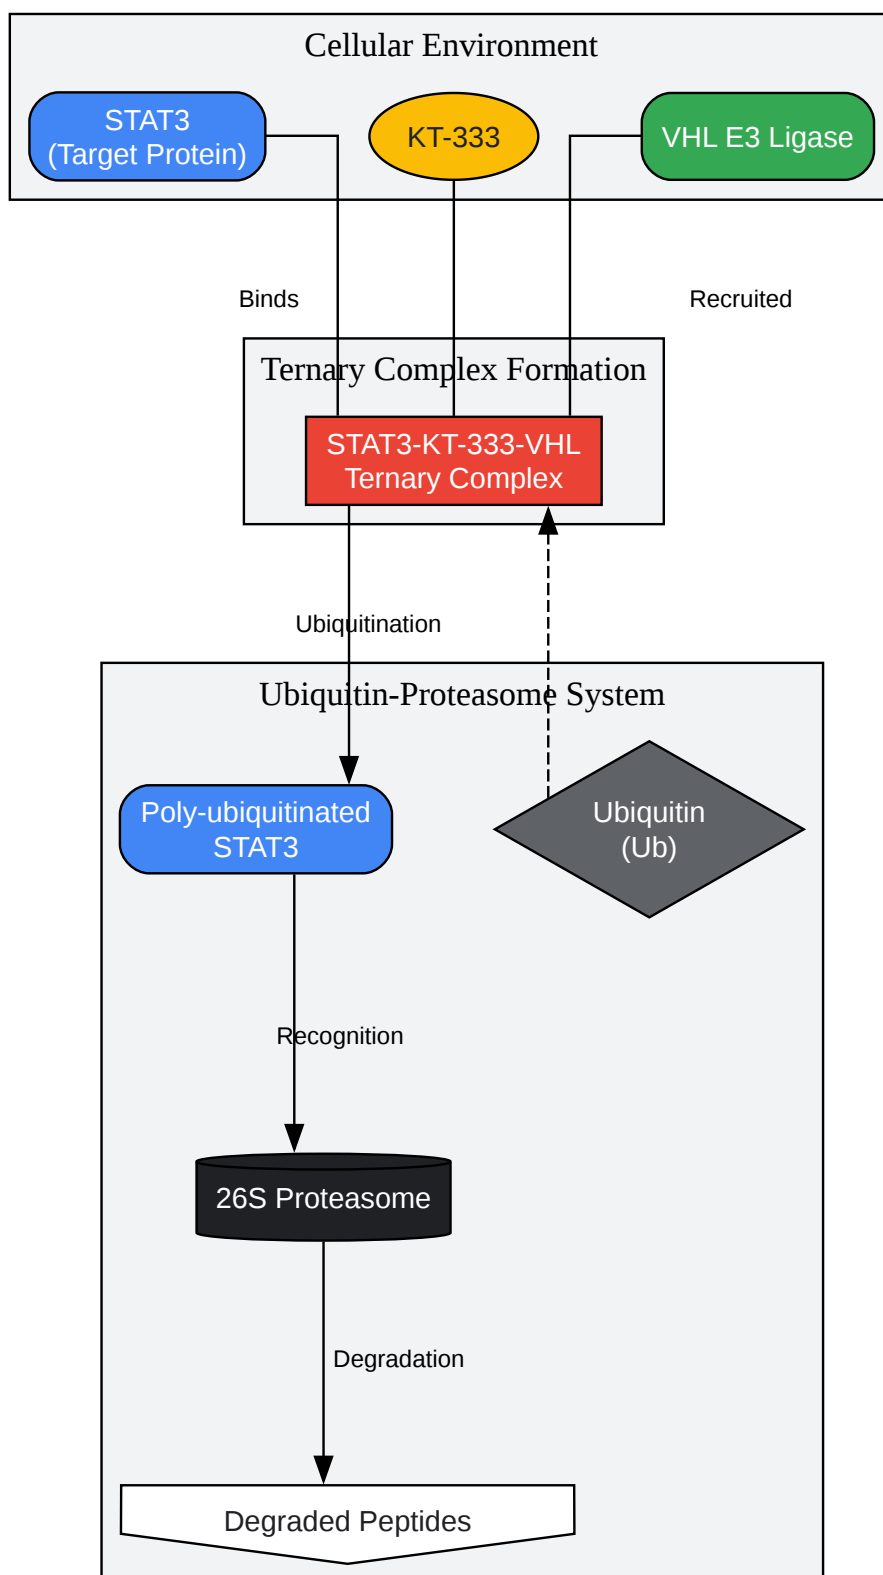 Cellular Environment
STAT3
(Target Protein)
KT-333
VHL E3 Ligase
Binds
Recruited
Ternary Complex Formation
STAT3-KT-333-VHL
Ternary Complex
Ubiquitination
Ubiquitin-Proteasome System
Poly-ubiquitinated
STAT3
Ubiquitin
(Ub)
Recognition
26S Proteasome
Degradation
Degraded Peptides